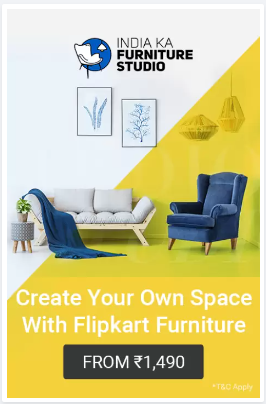 INDIA KA
FURNITURE
STUDIO
Create Your Own Space
With Flipkart Furniture
FROM ₹1,490
*T&C Apply